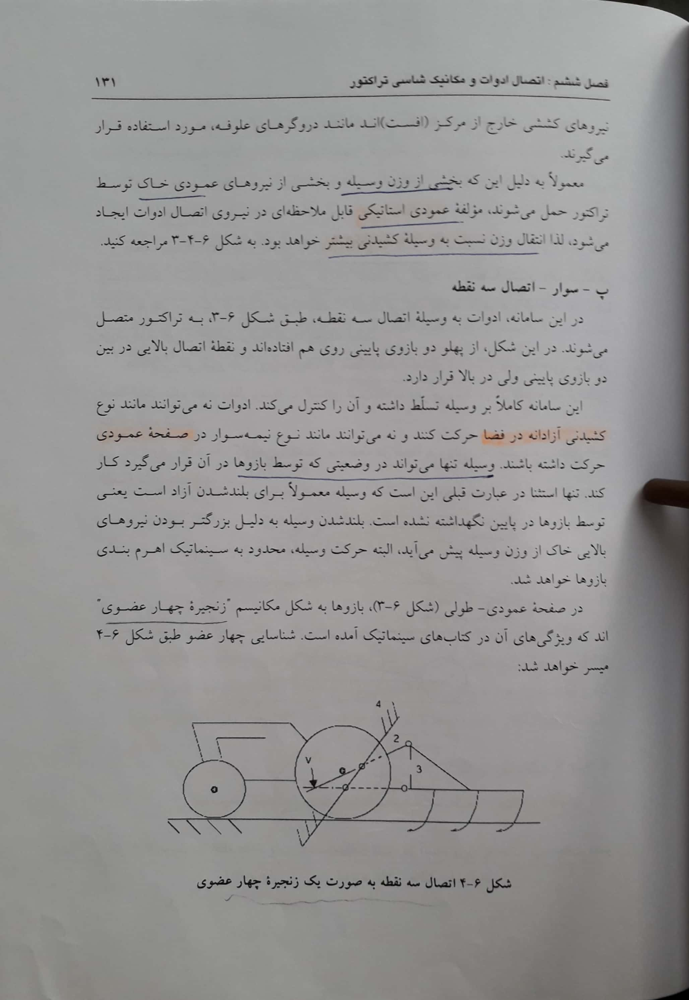 فصل ششم : اتصال ادوات و مکانیک شاسی تراکتور ۱۳۱
نیروهای کششی خارج از مرکز (افست)اند مانند دروگرهای علوفه، مورد استفاده قرار
می‌گیرند.
معمولاً به دلیل این که بخشی از وزن وسیله و بخشی از نیروهای عمودی خاک توسط
تراکتور حمل می‌شوند، مؤلفهٔ عمودی استاتیکی قابل ملاحظه‌ای در نیروی اتصال ادوات ایجاد
می‌شود، لذا انتقال وزن نسبت به وسیلهٔ کشیدنی بیشتر خواهد بود. به شکل ۶-۴-۳ مراجعه کنید.
پ - سوار - اتصال سه نقطه
در این سامانه، ادوات به وسیلهٔ اتصال سه نقطه، طبق شکل ۶-۳، به تراکتور متصل
می‌شوند. در این شکل، از پهلو دو بازوی پایینی روی هم افتاده‌اند و نقطهٔ اتصال بالایی در بین
دو بازوی پایینی ولی در بالا قرار دارد.
این سامانه کاملاً بر وسیله تسلّط داشته و آن را کنترل می‌کند. ادوات نه می‌توانند مانند نوع
کشیدنی آزادانه در فضا حرکت کنند و نه می‌توانند مانند نوع نیمه‌سوار در صفحهٔ عمودی
حرکت داشته باشند. وسیله تنها می‌تواند در وضعیتی که توسط بازوها در آن قرار می‌گیرد کار
کند. تنها استثنا در عبارت قبلی این است که وسیله معمولاً برای بلندشدن آزاد است یعنی
توسط بازوها در پایین نگهداشته نشده است. بلندشدن وسیله به دلیل بزرگتر بودن نیروهای
بالایی خاک از وزن وسیله پیش می‌آید، البته حرکت وسیله، محدود به سینماتیک اهرم بندی
بازوها خواهد شد.
در صفحهٔ عمودی- طولی (شکل ۶-۳)، بازوها به شکل مکانیسم "زنجیرهٔ چهار عضوی"
اند که ویژگی‌های آن در کتاب‌های سینماتیک آمده است. شناسایی چهار عضو طبق شکل ۶-۴
میسر خواهد شد:
4
2
3
V
شکل ۶-۴ اتصال سه نقطه به صورت یک زنجیرهٔ چهار عضوی